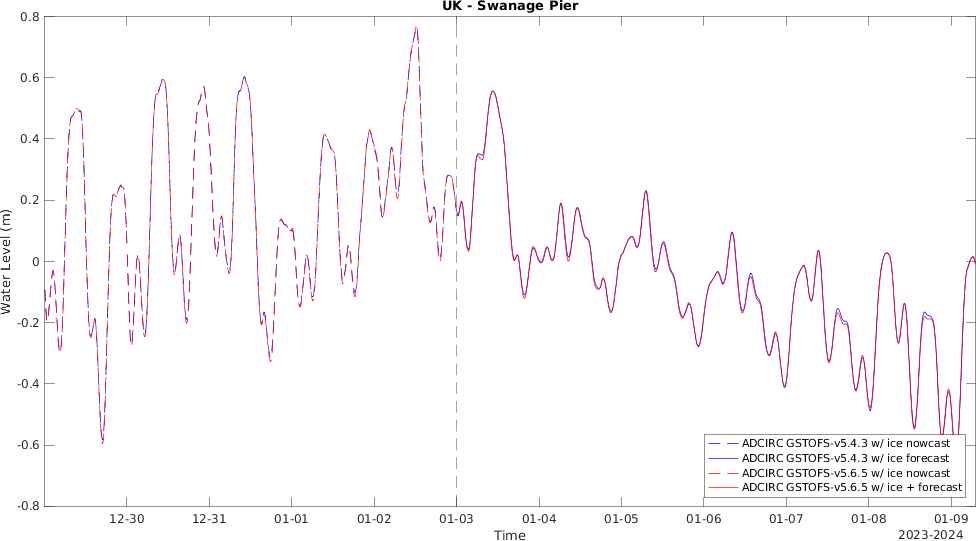 UK - Swanage Pier
0.8
0.6
0.4
0.2
0
-0.2
-0.4
-0.6
-0.8
Water Level (m)
ADCIRC GSTOFS-v5.4.3 w/ ice nowcast
ADCIRC GSTOFS-v5.4.3 w/ ice forecast
ADCIRC GSTOFS-v5.6.5 w/ ice nowcast
ADCIRC GSTOFS-v5.6.5 w/ ice + forecast
12-30 12-31 01-01 01-02 01-03 01-04 01-05 01-06 01-07 01-08 01-09
Time
2023-2024